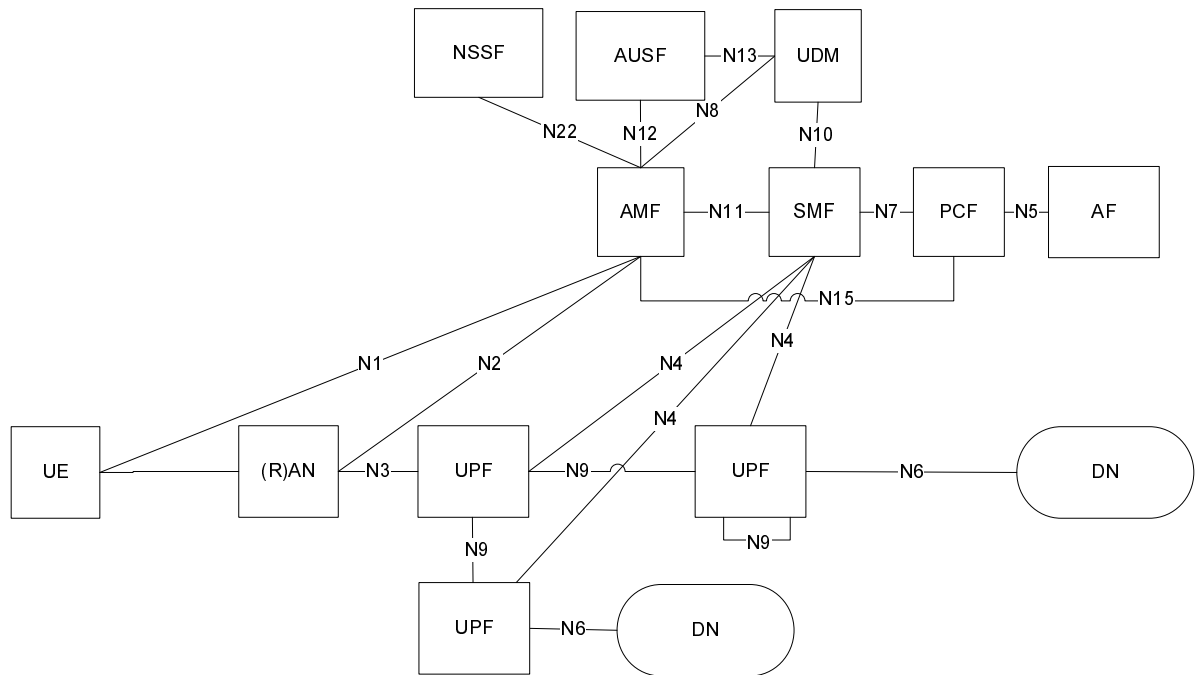 NSSF
AUSF
N13
UDM
N22
N12
N8
N10
AMF
N11
SMF
N7
PCF
N5
AF
N15
N1
N2
N4
N4
N4
UE
(R)AN
N3
UPF
N9
UPF
N6
DN
N9
N9
UPF
N6
DN